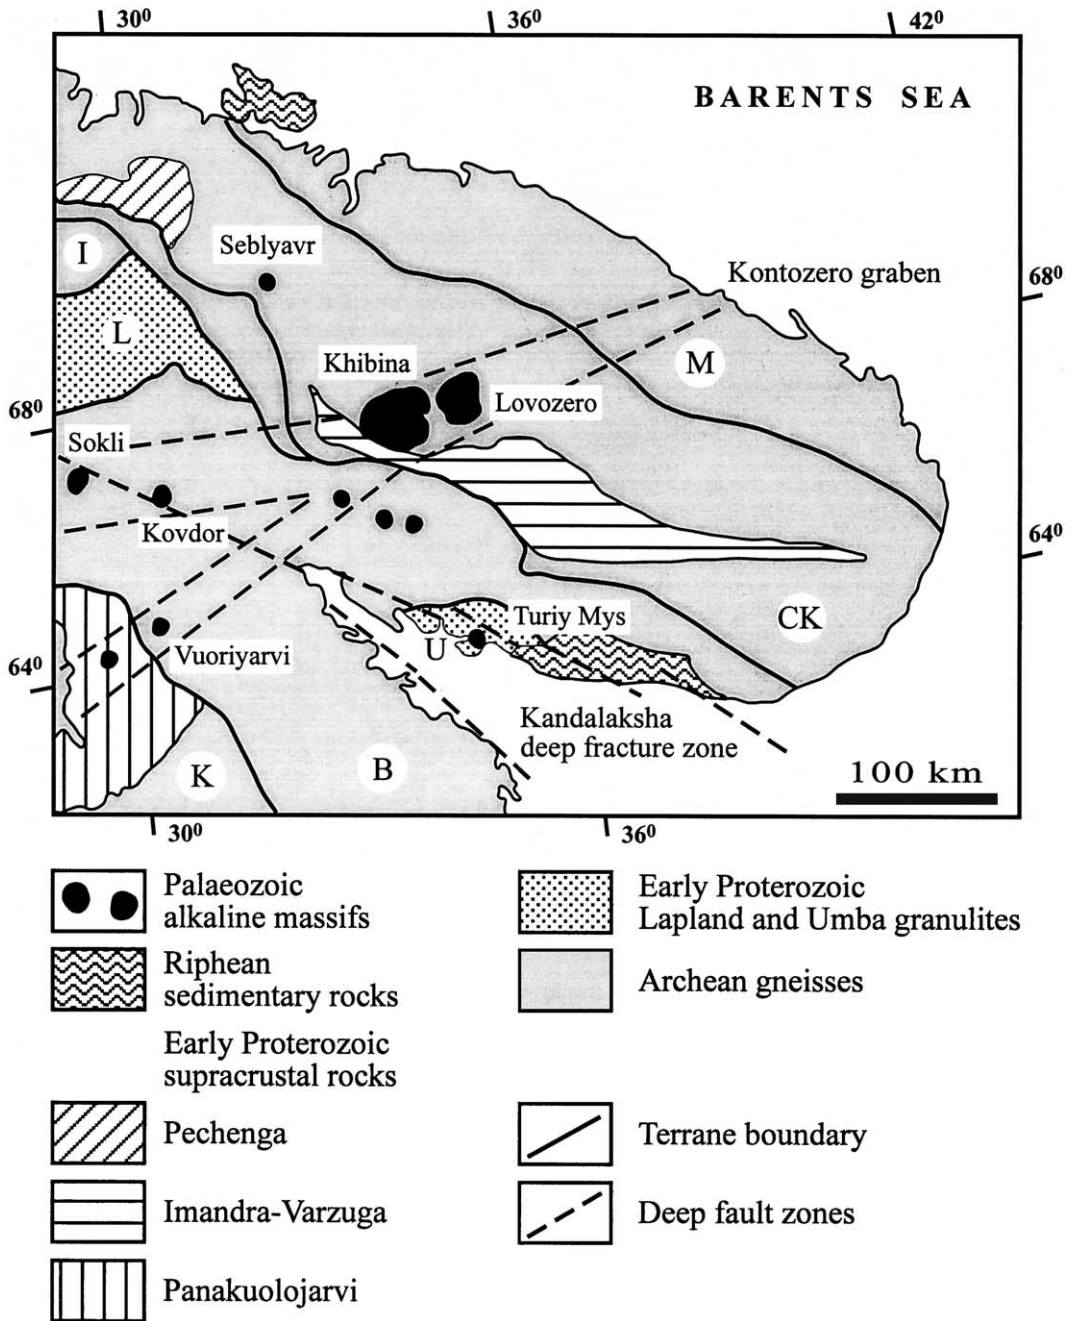 30⁰ 36⁰ 42⁰
BARENTS SEA
I
Seblyavr
Kontozero graben
68⁰
L
M
Khibina
68⁰
Lovozero
Sokli
Kovdor
64⁰
CK
Turiy Mys
U
Vuoriyarvi
64⁰
Kandalaksha
deep fracture zone
K
B
100 km
30⁰ 36⁰
Palaeozoic
alkaline massifs
Riphean
sedimentary rocks
Early Proterozoic
supracrustal rocks
Pechenga
Imandra-Varzuga
Panakuolojarvi
Early Proterozoic
Lapland and Umba granulites
Archean gneisses
Terrane boundary
Deep fault zones